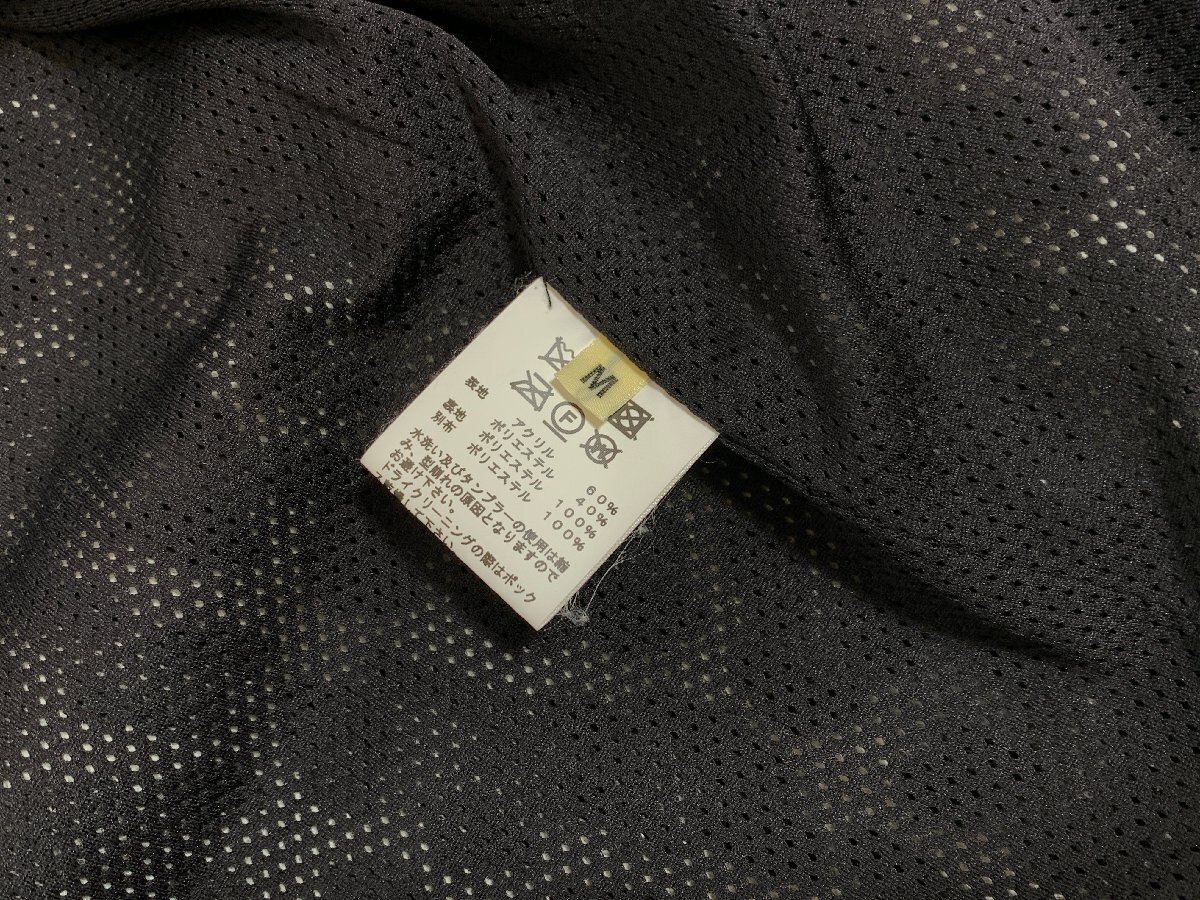 M
F
W
表地 アクリル 60%
ポリエステル 40%
表地 ポリエステル 100%
別布 ポリエステル 100%
水洗い及びタンブラーの使用は縮
み、型崩れの原因となりますので
お避け下さい。
ドライクリーニングの際はボック